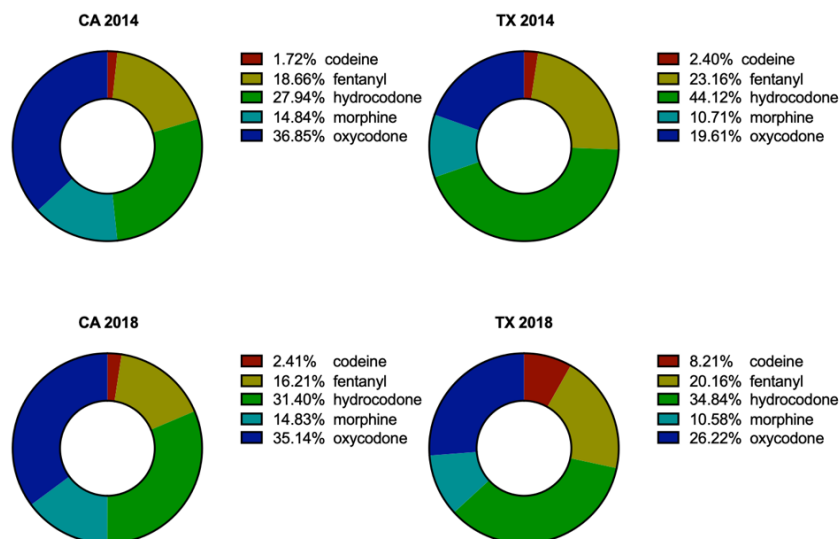 CA 2014
1.72% codeine
18.66% fentanyl
27.94% hydrocodone
14.84% morphine
36.85% oxycodone
TX 2014
2.40% codeine
23.16% fentanyl
44.12% hydrocodone
10.71% morphine
19.61% oxycodone
CA 2018
2.41% codeine
16.21% fentanyl
31.40% hydrocodone
14.83% morphine
35.14% oxycodone
TX 2018
8.21% codeine
20.16% fentanyl
34.84% hydrocodone
10.58% morphine
26.22% oxycodone